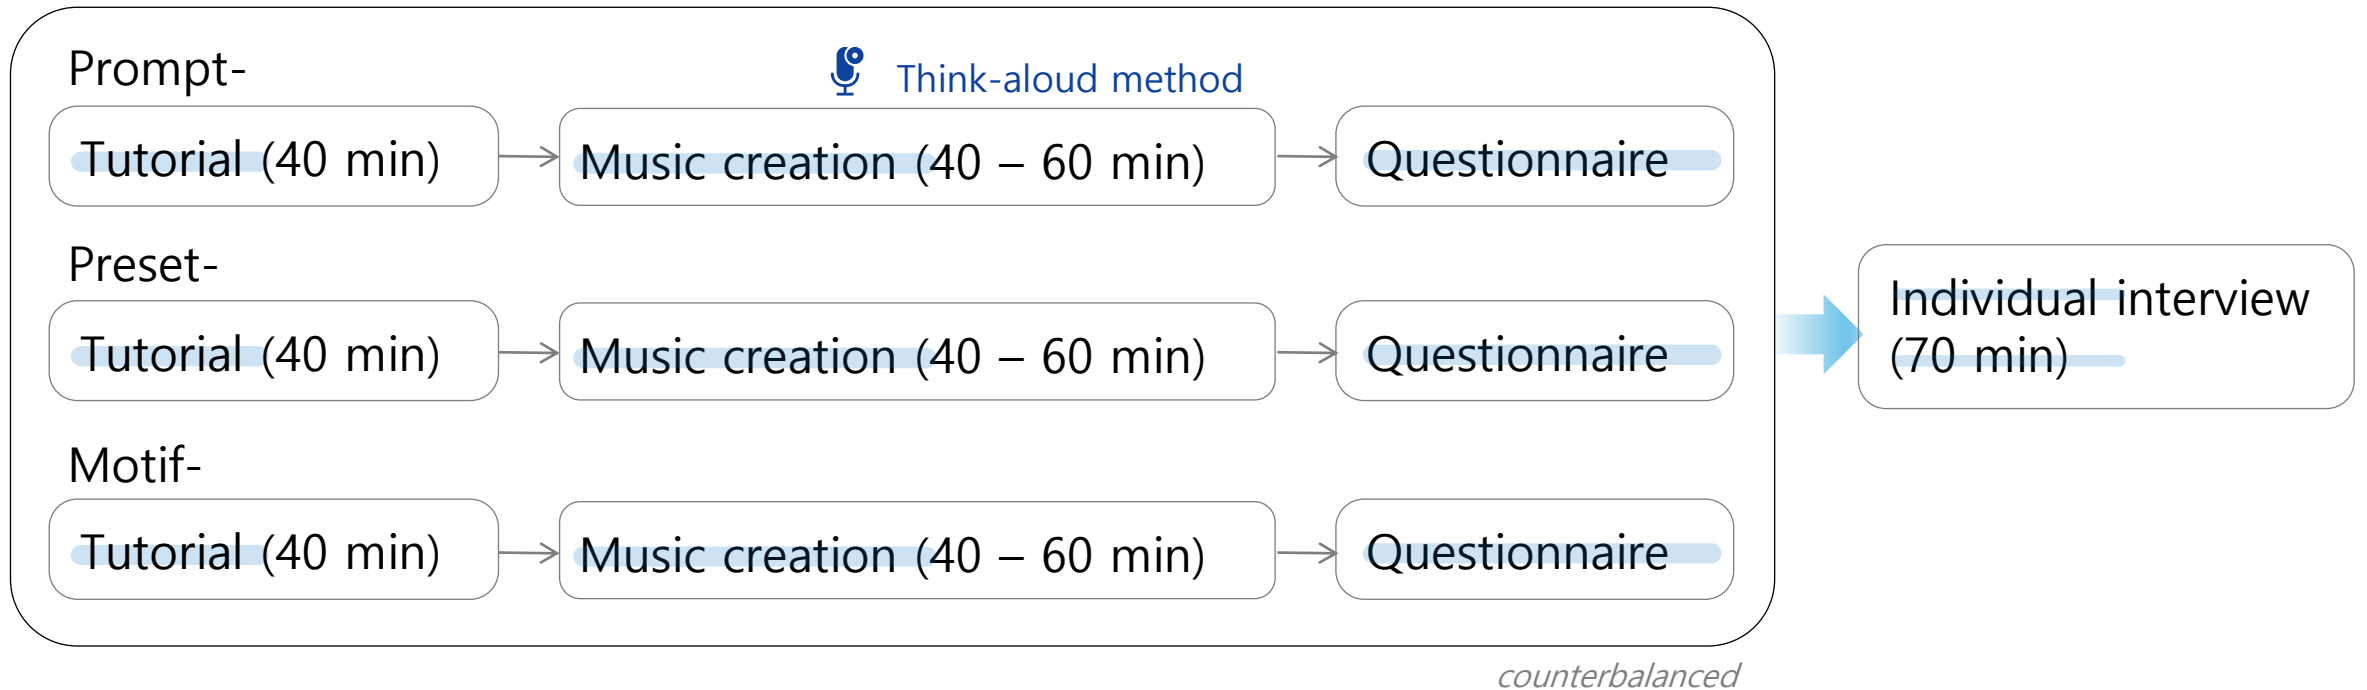 Prompt-
Think-aloud method
Tutorial (40 min)
Music creation (40 – 60 min)
Questionnaire
Preset-
Tutorial (40 min)
Music creation (40 – 60 min)
Questionnaire
Motif-
Tutorial (40 min)
Music creation (40 – 60 min)
Questionnaire
counterbalanced
Individual interview
(70 min)